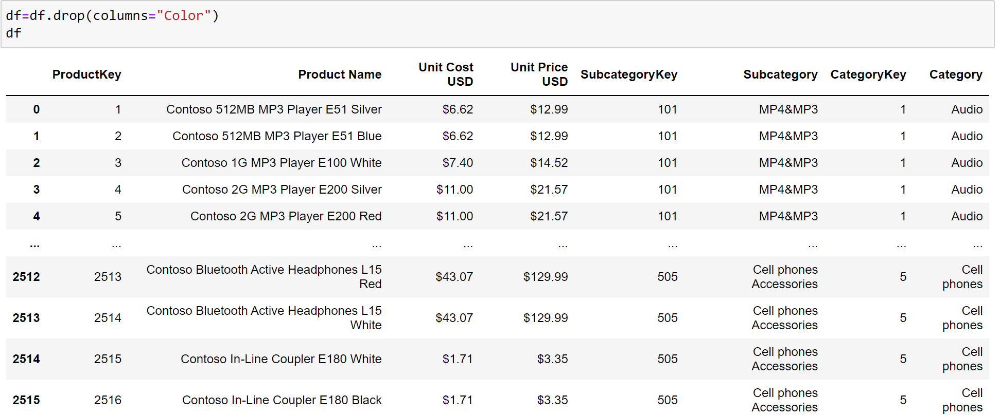 df=df.drop(columns="Color")
df
ProductKey Product Name Unit Cost USD Unit Price USD SubcategoryKey Subcategory CategoryKey Category
0 1 Contoso 512MB MP3 Player E51 Silver $6.62 $12.99 101 MP4&MP3 1 Audio
1 2 Contoso 512MB MP3 Player E51 Blue $6.62 $12.99 101 MP4&MP3 1 Audio
2 3 Contoso 1G MP3 Player E100 White $7.40 $14.52 101 MP4&MP3 1 Audio
3 4 Contoso 2G MP3 Player E200 Silver $11.00 $21.57 101 MP4&MP3 1 Audio
4 5 Contoso 2G MP3 Player E200 Red $11.00 $21.57 101 MP4&MP3 1 Audio
... ... ... ... ... ... ... ... ...
2512 2513 Contoso Bluetooth Active Headphones L15 Red $43.07 $129.99 505 Cell phones Accessories 5 Cell phones
2513 2514 Contoso Bluetooth Active Headphones L15 White $43.07 $129.99 505 Cell phones Accessories 5 Cell phones
2514 2515 Contoso In-Line Coupler E180 White $1.71 $3.35 505 Cell phones Accessories 5 Cell phones
2515 2516 Contoso In-Line Coupler E180 Black $1.71 $3.35 505 Cell phones Accessories 5 Cell phones